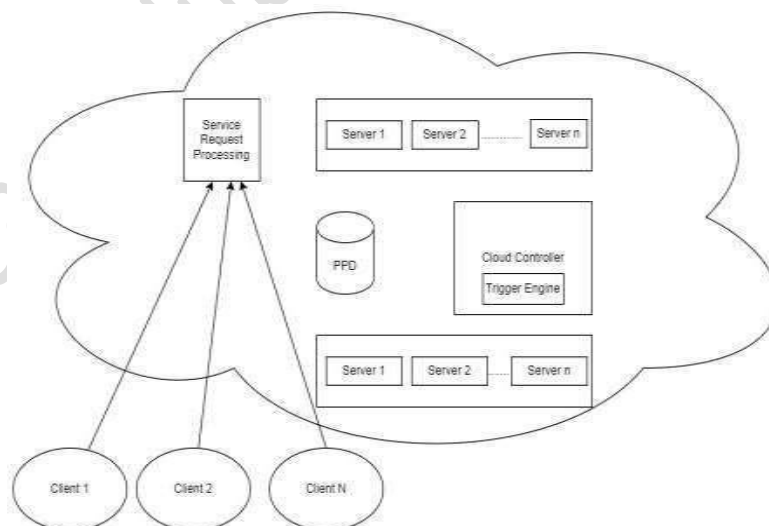 Service
Request
Processing
Server 1
Server 2
..........
Server n
PPD
Cloud Controller
Trigger Engine
Server 1
Server 2
.......
Server n
Client 1
Client 2
Client N